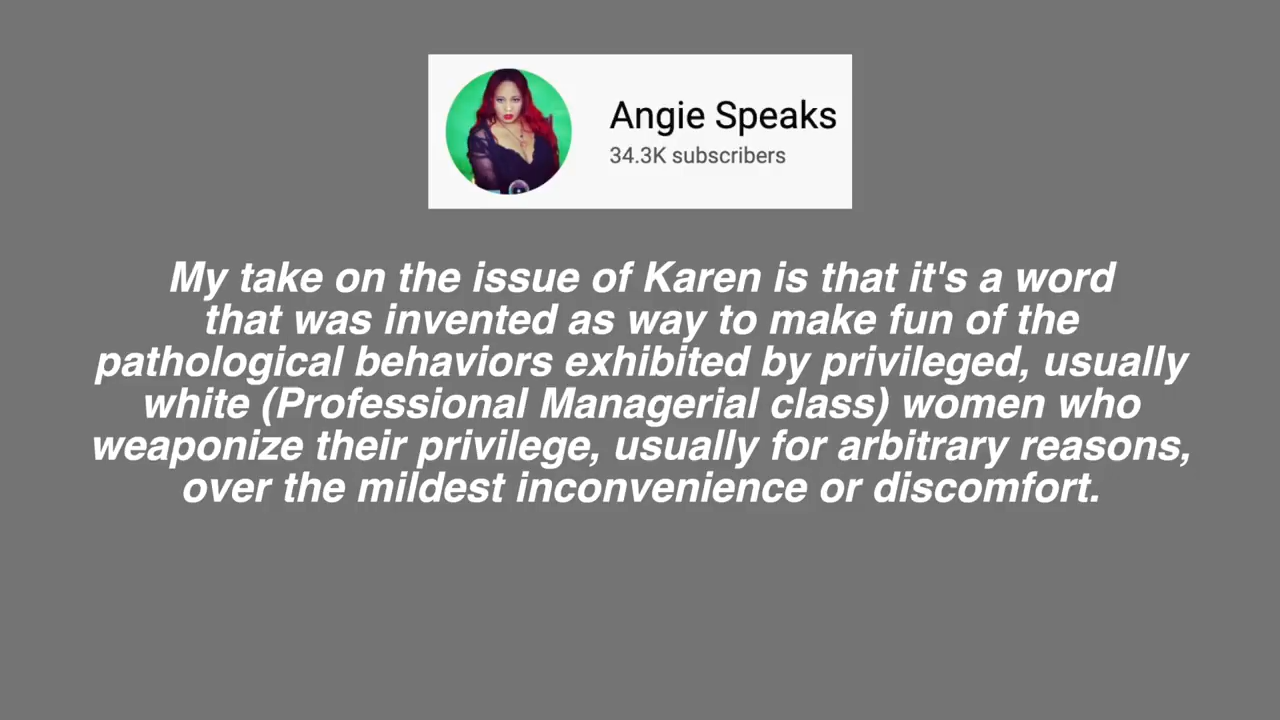 Angie Speaks
34.3K subscribers
My take on the issue of Karen is that it's a word
that was invented as way to make fun of the
pathological behaviors exhibited by privileged, usually
white (Professional Managerial class) women who
weaponize their privilege, usually for arbitrary reasons,
over the mildest inconvenience or discomfort.